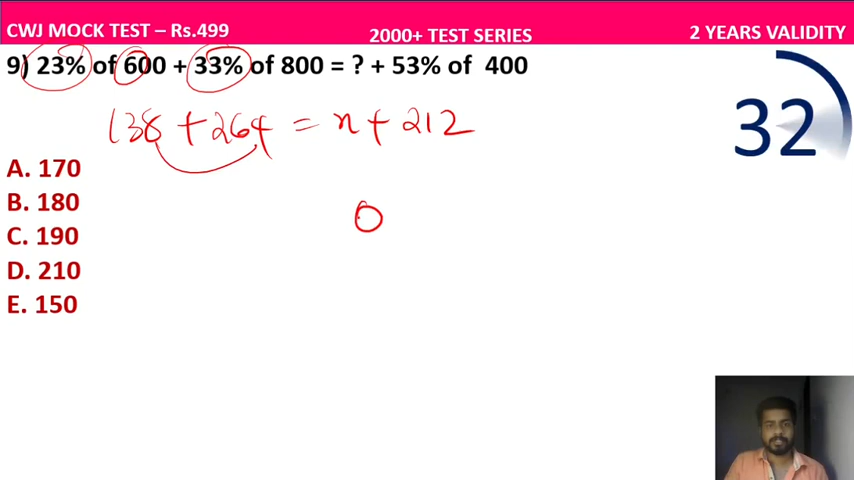 CWJ MOCK TEST – Rs.499 2000+ TEST SERIES 2 YEARS VALIDITY
9) 23% of 600 + 33% of 800 = ? + 53% of 400
32
138 + 264 = x + 212
A. 170
B. 180
C. 190
0
D. 210
E. 150